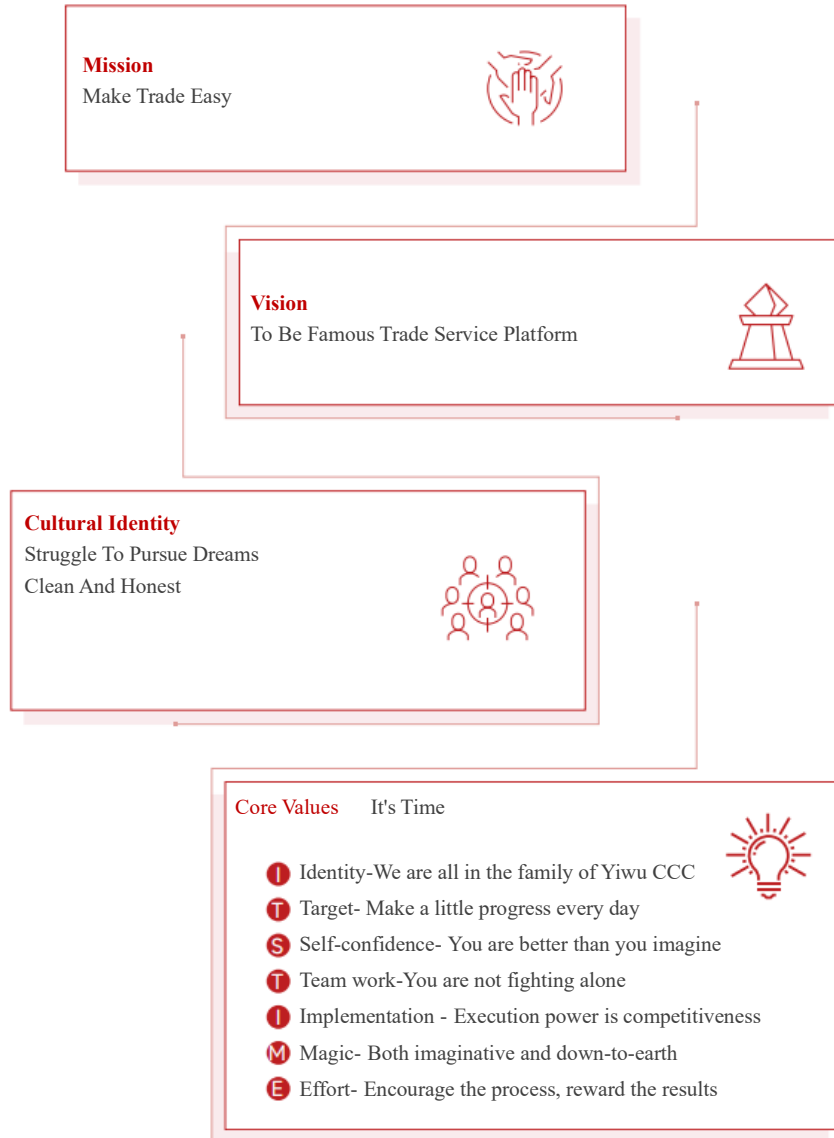 Mission
Make Trade Easy
Vision
To Be Famous Trade Service Platform
Cultural Identity
Struggle To Pursue Dreams
Clean And Honest
Core Values It's Time
I Identity-We are all in the family of Yiwu CCC
T Target- Make a little progress every day
S Self-confidence- You are better than you imagine
T Team work-You are not fighting alone
I Implementation - Execution power is competitiveness
M Magic- Both imaginative and down-to-earth
E Effort- Encourage the process, reward the results